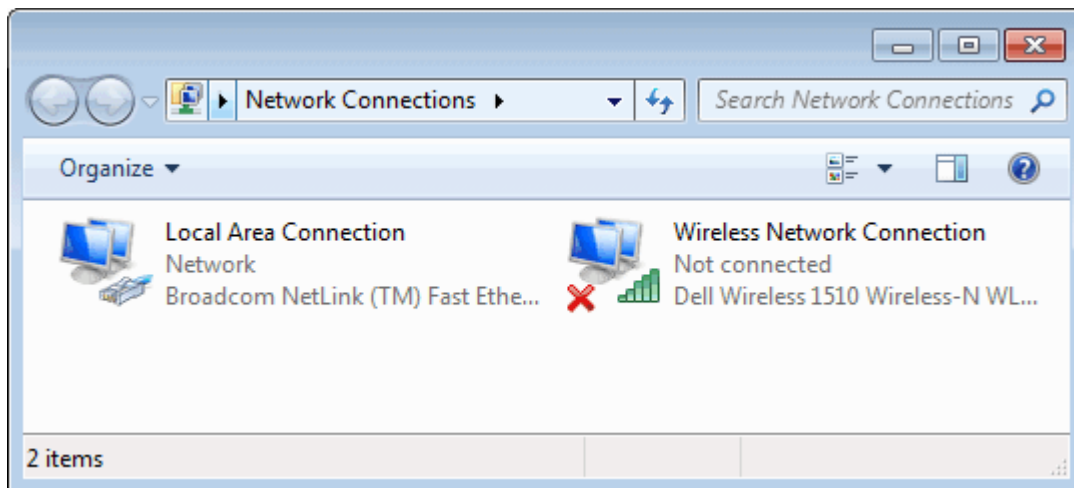 Network Connections
Search Network Connections
Organize
Local Area Connection
Network
Broadcom NetLink (TM) Fast Ethe...
Wireless Network Connection
Not connected
Dell Wireless 1510 Wireless-N WL...
2 items